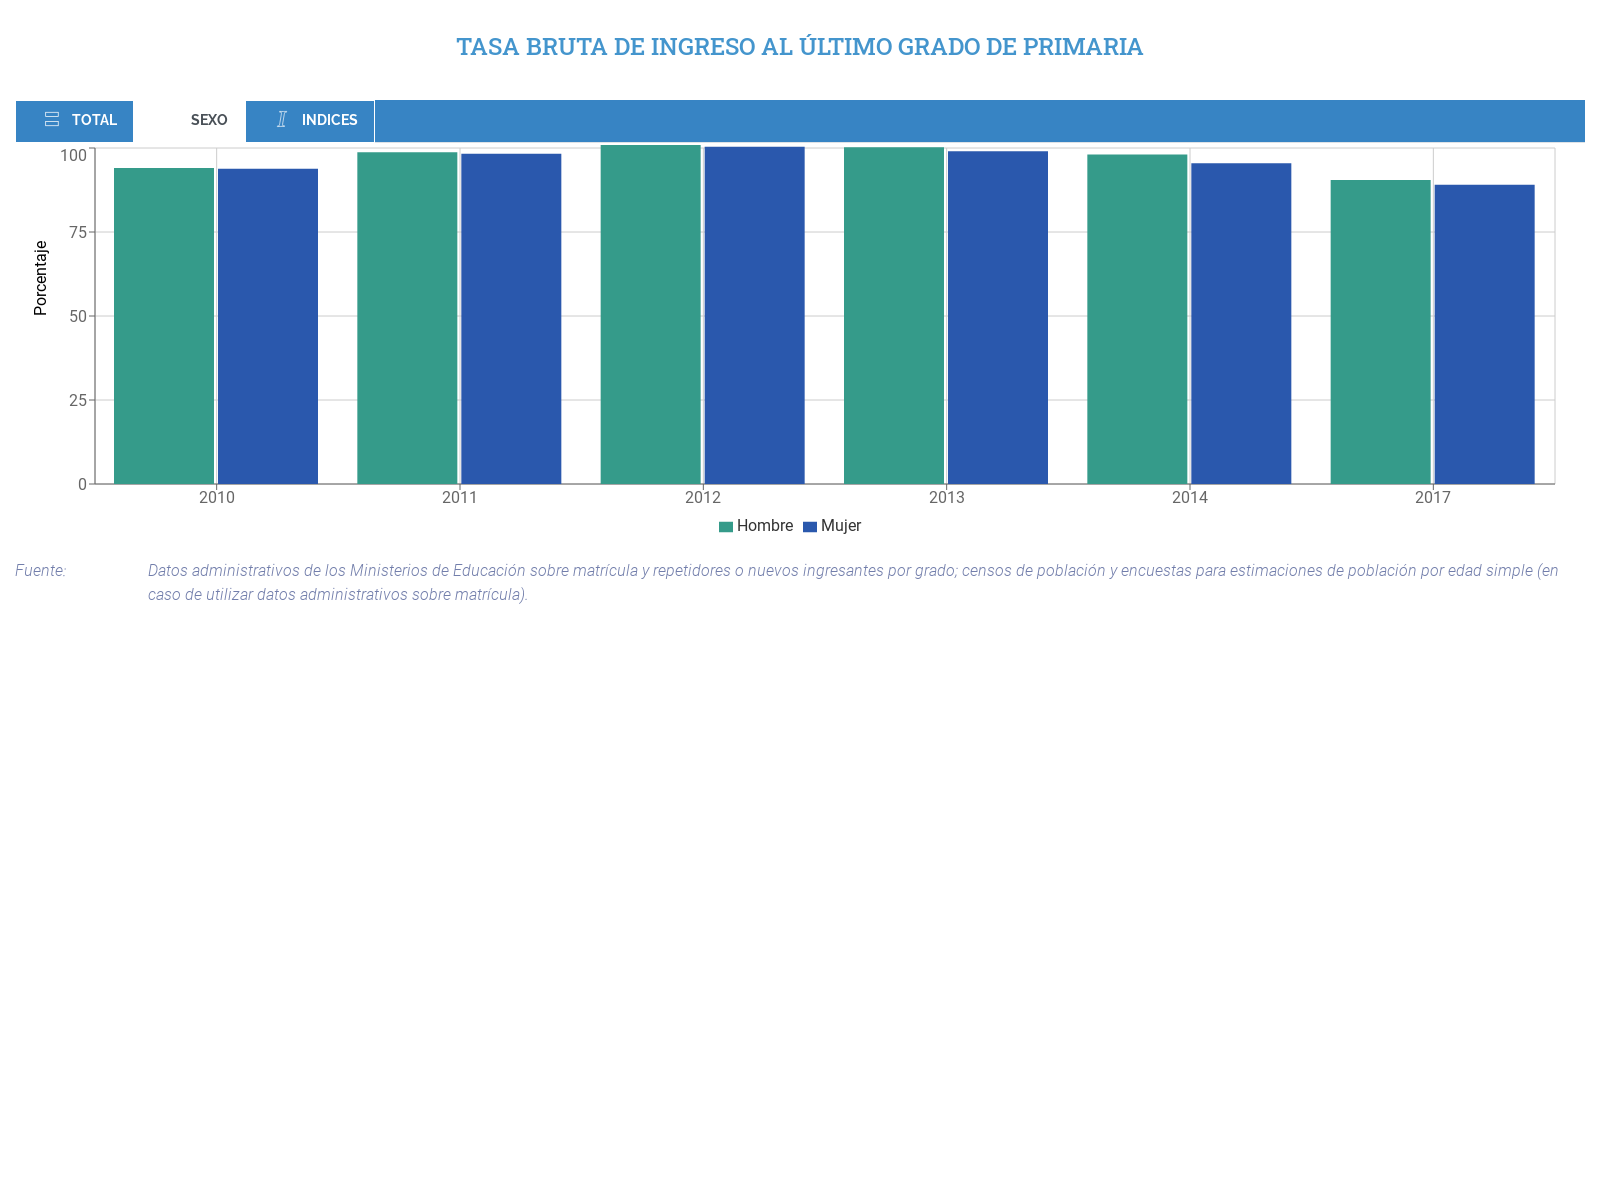 TASA BRUTA DE INGRESO AL ÚLTIMO GRADO DE PRIMARIA
TOTAL SEXO INDICES
100
75
50
25
0
Porcentaje
2010 2011 2012 2013 2014 2017
Hombre Mujer
Fuente: Datos administrativos de los Ministerios de Educación sobre matrícula y repetidores o nuevos ingresantes por grado; censos de población y encuestas para estimaciones de población por edad simple (en
caso de utilizar datos administrativos sobre matrícula).